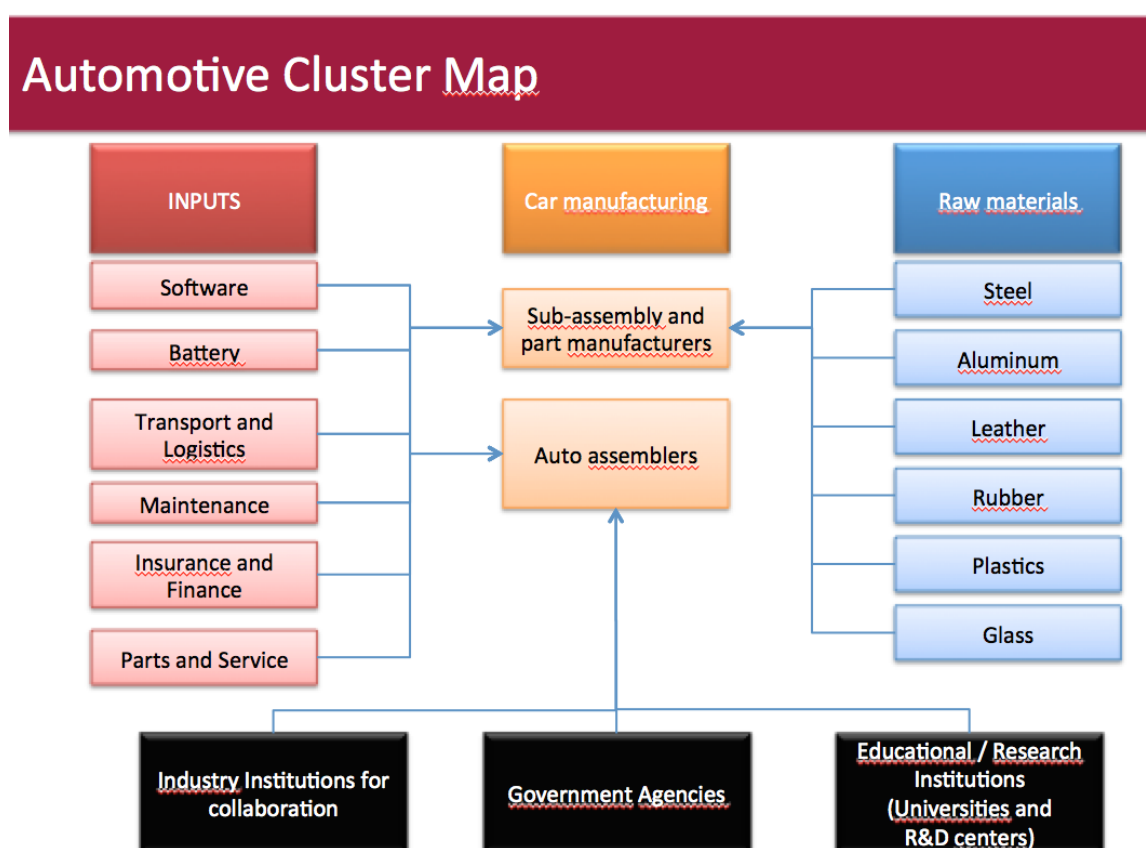 Automotive Cluster Map
INPUTS
Software
Battery
Transport and
Logistics
Maintenance
Insurance and
Finance
Parts and Service
Car manufacturing
Sub-assembly and
part manufacturers
Auto assemblers
Raw materials
Steel
Aluminum
Leather
Rubber
Plastics
Glass
Industry Institutions for
collaboration
Government Agencies
Educational / Research
Institutions
(Universities and
R&D centers)